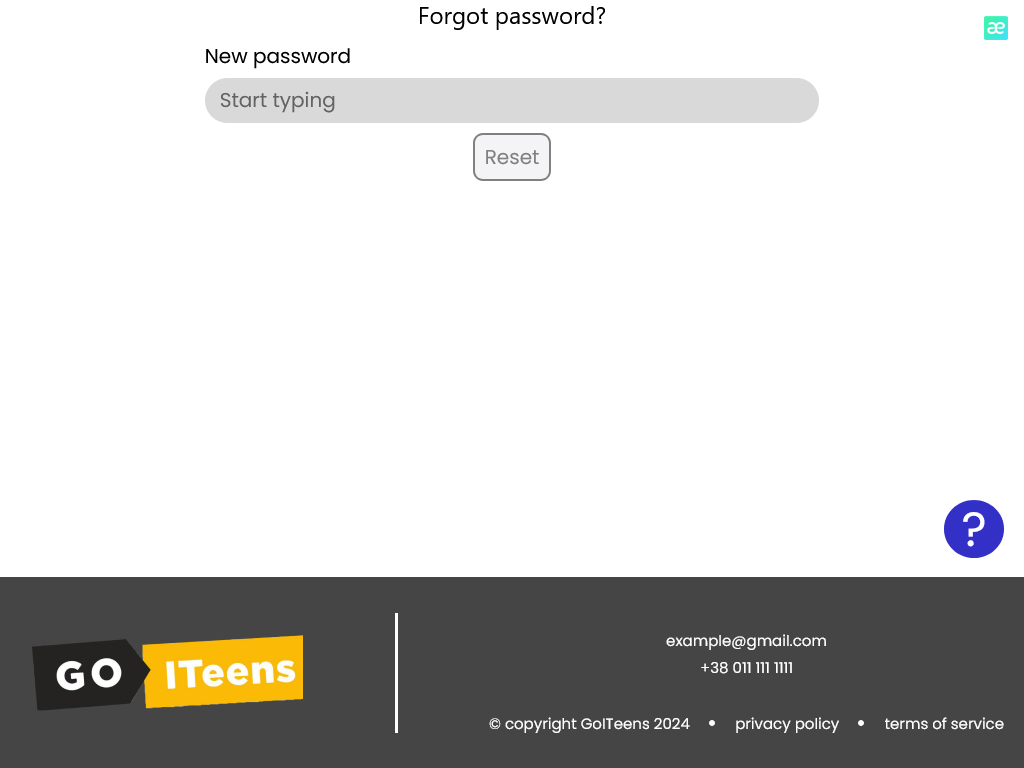 Forgot password?
æ
New password
Start typing
Reset
?
GO ITeens
example@gmail.com
+38 011 111 1111
© copyright GoITeens 2024 • privacy policy • terms of service